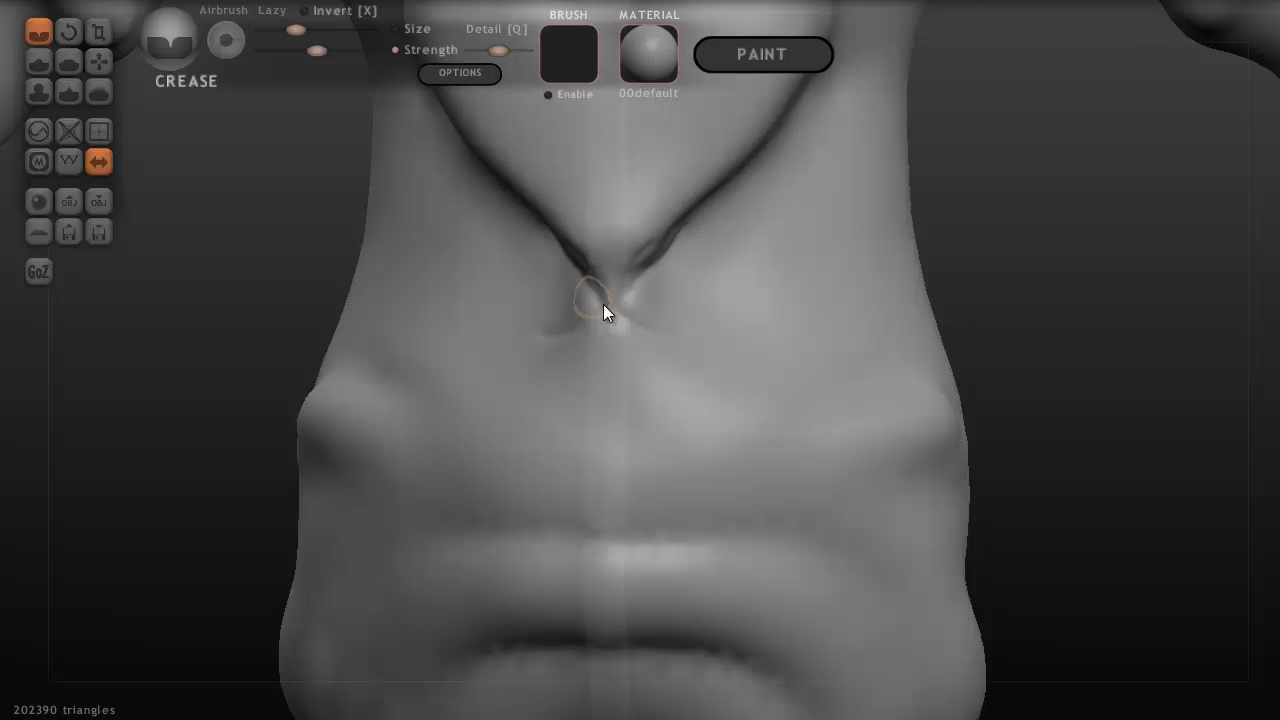 Airbrush Lazy Invert [X]
Size Detail [Q]
Strength
OPTIONS
CREASE
BRUSH MATERIAL
Enable 00default
PAINT
OBJ OBJ
GoZ
202390 triangles